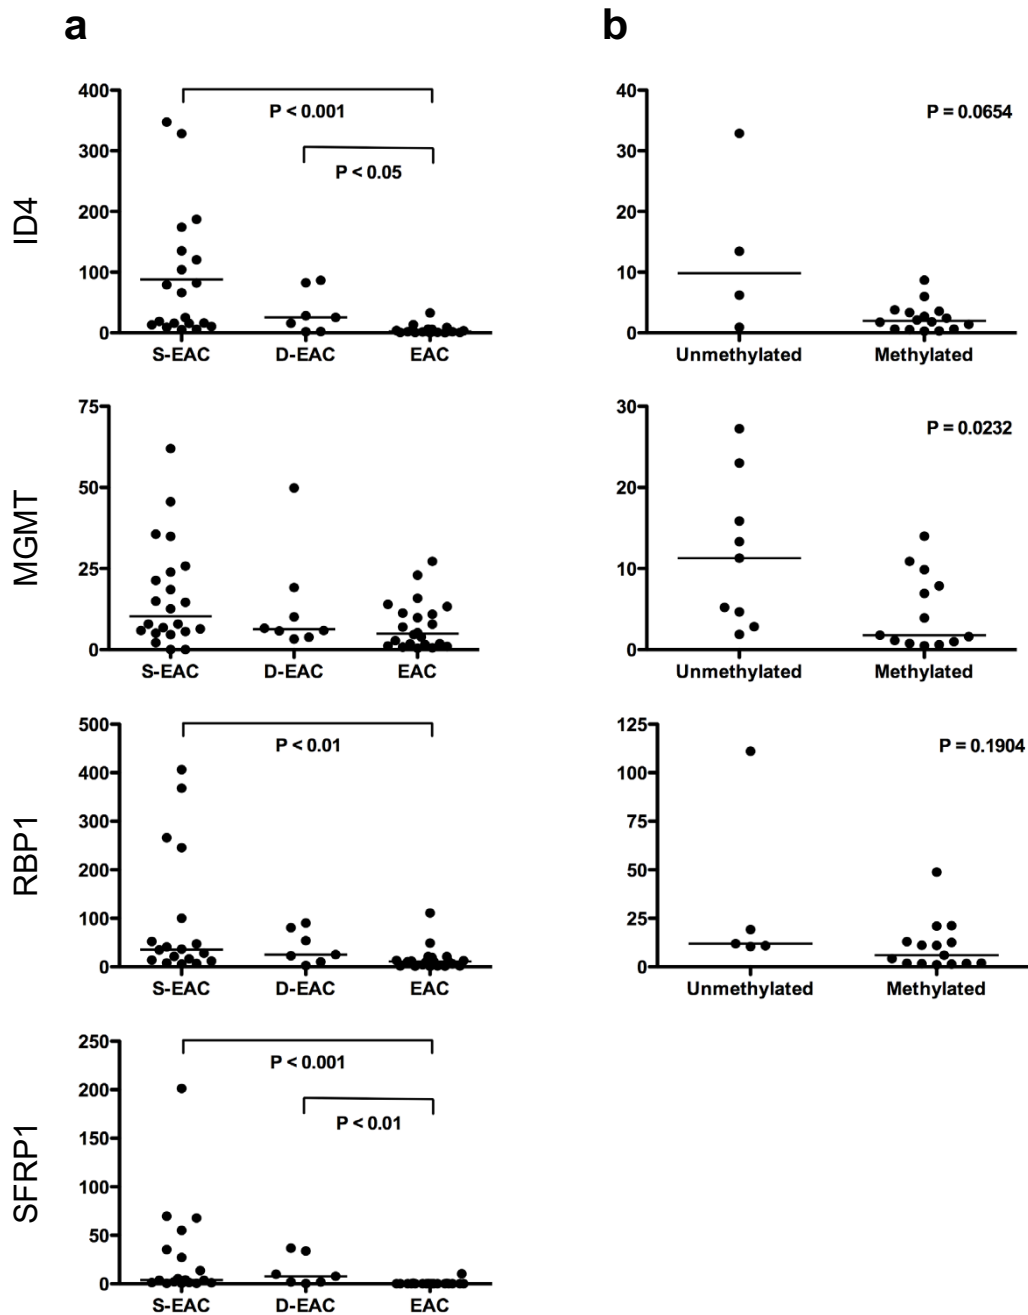 a
b
ID4
400
300
200
100
0
P < 0.001
P < 0.05
S-EAC
D-EAC
EAC
40
30
20
10
0
P = 0.0654
Unmethylated
Methylated
MGMT
75
50
25
0
S-EAC
D-EAC
EAC
30
20
10
0
P = 0.0232
Unmethylated
Methylated
RBP1
500
400
300
200
100
0
P < 0.01
S-EAC
D-EAC
EAC
125
100
75
50
25
0
P = 0.1904
Unmethylated
Methylated
SFRP1
250
200
150
100
50
0
P < 0.001
P < 0.01
S-EAC
D-EAC
EAC